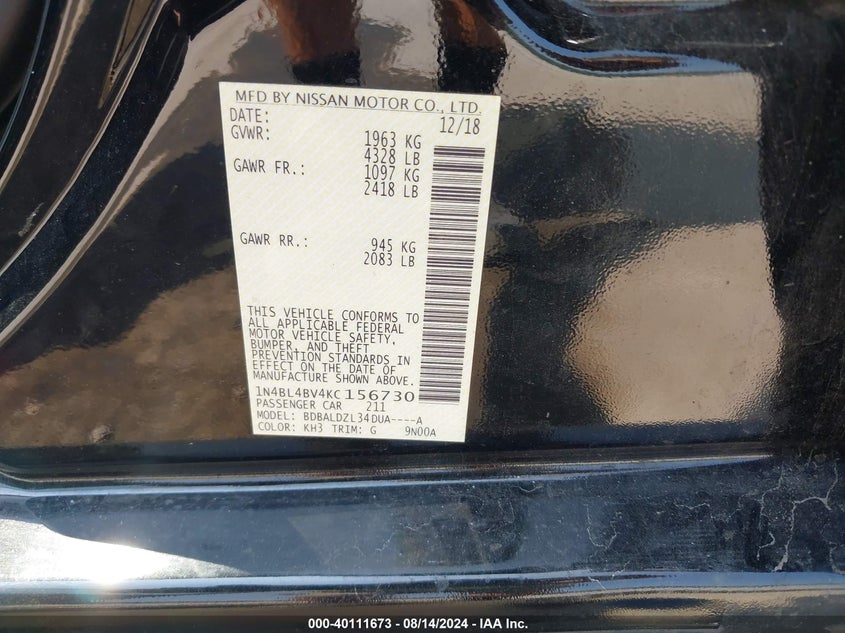 MFD BY NISSAN MOTOR CO., LTD.
DATE: 12/18
GVWR: 1963 KG
4328 LB
GAWR FR.: 1097 KG
2418 LB
GAWR RR.: 945 KG
2083 LB
THIS VEHICLE CONFORMS TO
ALL APPLICABLE FEDERAL
MOTOR VEHICLE SAFETY,
BUMPER, AND THEFT
PREVENTION STANDARDS IN
EFFECT ON THE DATE OF
MANUFACTURE SHOWN ABOVE.
1N4BL4BV4KC156730
PASSENGER CAR 211
MODEL: BDBALDZL34DUA----A
COLOR: KH3 TRIM: G 9N00A
000-40111673 - 08/14/2024 - IAA Inc.